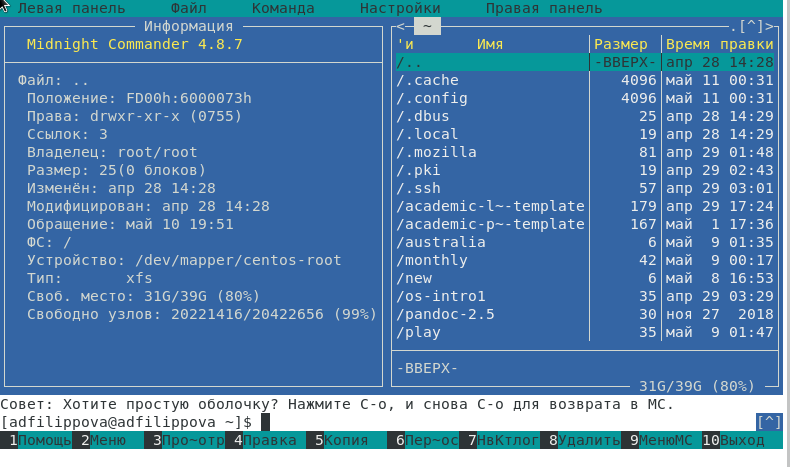 Левая панель Файл Команда Настройки Правая панель
Информация
Midnight Commander 4.8.7
Файл: ..
Положение: FD00h:6000073h
Права: drwxr-xr-x (0755)
Ссылок: 3
Владелец: root/root
Размер: 25(0 блоков)
Изменён: апр 28 14:28
Модифицирован: апр 28 14:28
Обращение: май 10 19:51
ФС: /
Устройство: /dev/mapper/centos-root
Тип: xfs
Своб. место: 31G/39G (80%)
Свободно узлов: 20221416/20422656 (99%)
<─ ~ .[^]>
'и Имя Размер Время правки
/.. -ВВЕРХ- апр 28 14:28
/.cache 4096 май 11 00:31
/.config 4096 май 11 00:31
/.dbus 25 апр 28 14:29
/.local 19 апр 28 14:29
/.mozilla 81 апр 29 01:48
/.pki 19 апр 29 02:43
/.ssh 57 апр 29 03:01
/academic-l~-template 179 апр 29 17:24
/academic-p~-template 167 май 1 17:36
/australia 6 май 9 01:35
/monthly 42 май 9 00:17
/new 6 май 8 16:53
/os-intro1 35 апр 29 03:29
/pandoc-2.5 30 ноя 27 2018
/play 35 май 9 01:47
-ВВЕРХ-
31G/39G (80%)
Совет: Хотите простую оболочку? Нажмите C-o, и снова C-o для возврата в MC.
[adfilippova@adfilippova ~]$ [^]
1Помощь 2Меню 3Про~отр 4Правка 5Копия 6Пер~ос 7НвКтлог 8Удалить 9МенюМС 10Выход